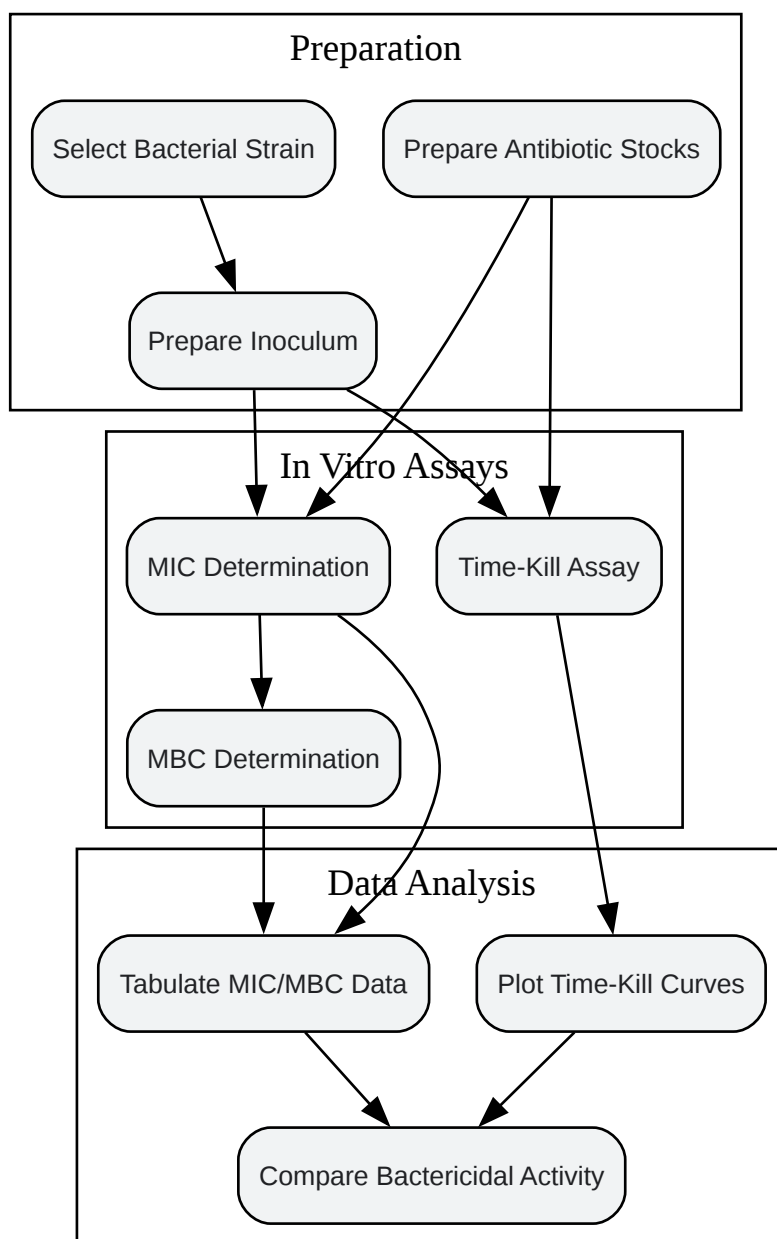 Preparation
Select Bacterial Strain
Prepare Antibiotic Stocks
Prepare Inoculum
In Vitro Assays
MIC Determination
Time-Kill Assay
MBC Determination
Data Analysis
Tabulate MIC/MBC Data
Plot Time-Kill Curves
Compare Bactericidal Activity